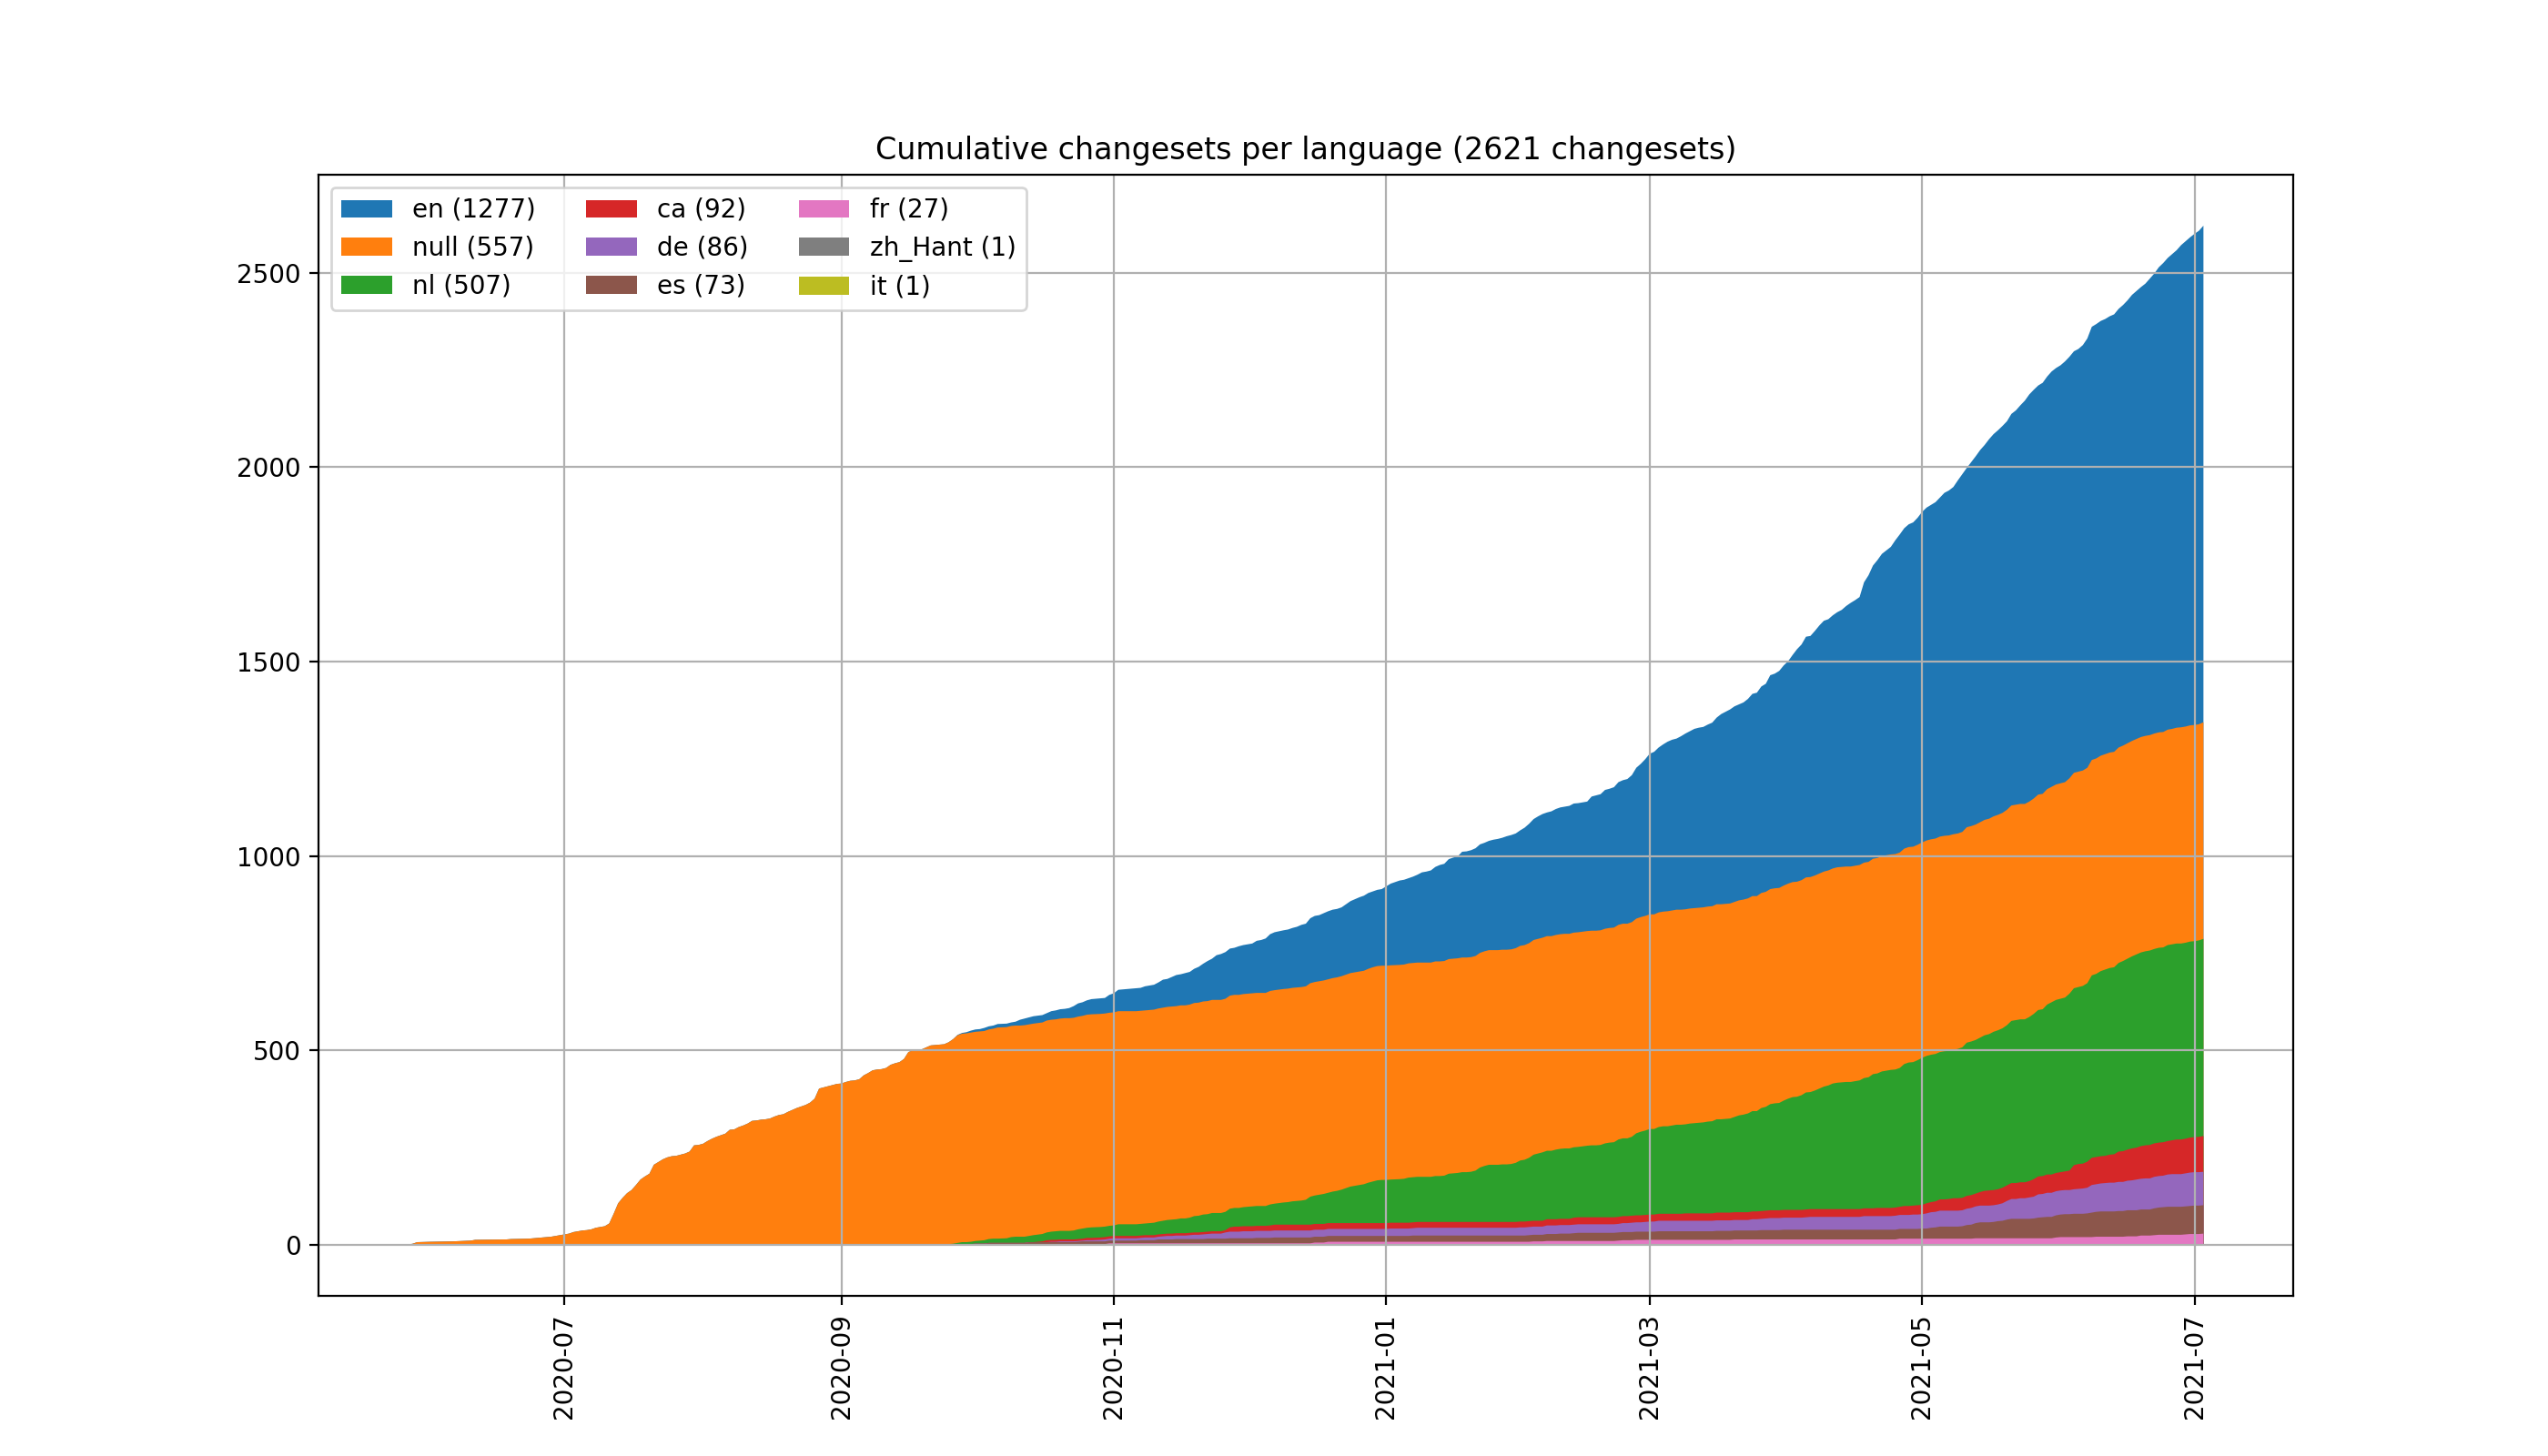 Cumulative changesets per language (2621 changesets)
en (1277)
null (557)
nl (507)
ca (92)
de (86)
es (73)
fr (27)
zh_Hant (1)
it (1)
2500
2000
1500
1000
500
0
2020-07
2020-09
2020-11
2021-01
2021-03
2021-05
2021-07